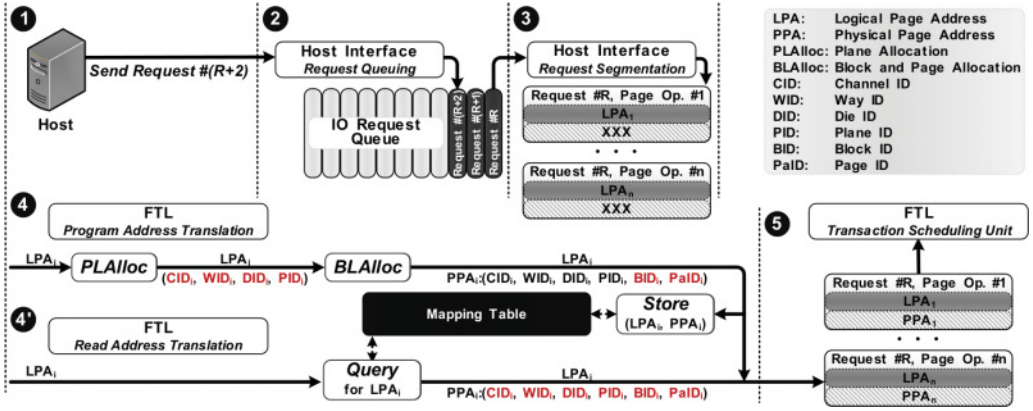 1
Send Request #(R+2)
Host
2
Host Interface
Request Queuing
IO Request
Queue
Request #(R+2)
Request #(R+1)
Request #R
3
Host Interface
Request Segmentation
Request #R, Page Op. #1
LPA1
XXX
. . .
Request #R, Page Op. #n
LPAn
XXX
LPA: Logical Page Address
PPA: Physical Page Address
PLAlloc: Plane Allocation
BLAlloc: Block and Page Allocation
CID: Channel ID
WID: Way ID
DID: Die ID
PID: Plane ID
BID: Block ID
PaID: Page ID
4
FTL
Program Address Translation
LPAi
PLAlloc
LPAi
(CIDi, WIDi, DIDi, PIDi)
BLAlloc
LPAi
PPAi:(CIDi, WIDi, DIDi, PIDi, BIDi, PaIDi)
Mapping Table
Store
(LPAi, PPAi)
4'
FTL
Read Address Translation
LPAi
Query
for LPAi
LPAi
PPAi:(CIDi, WIDi, DIDi, PIDi, BIDi, PaIDi)
5
FTL
Transaction Scheduling Unit
Request #R, Page Op. #1
LPA1
PPA1
. . .
Request #R, Page Op. #n
LPAn
PPAn